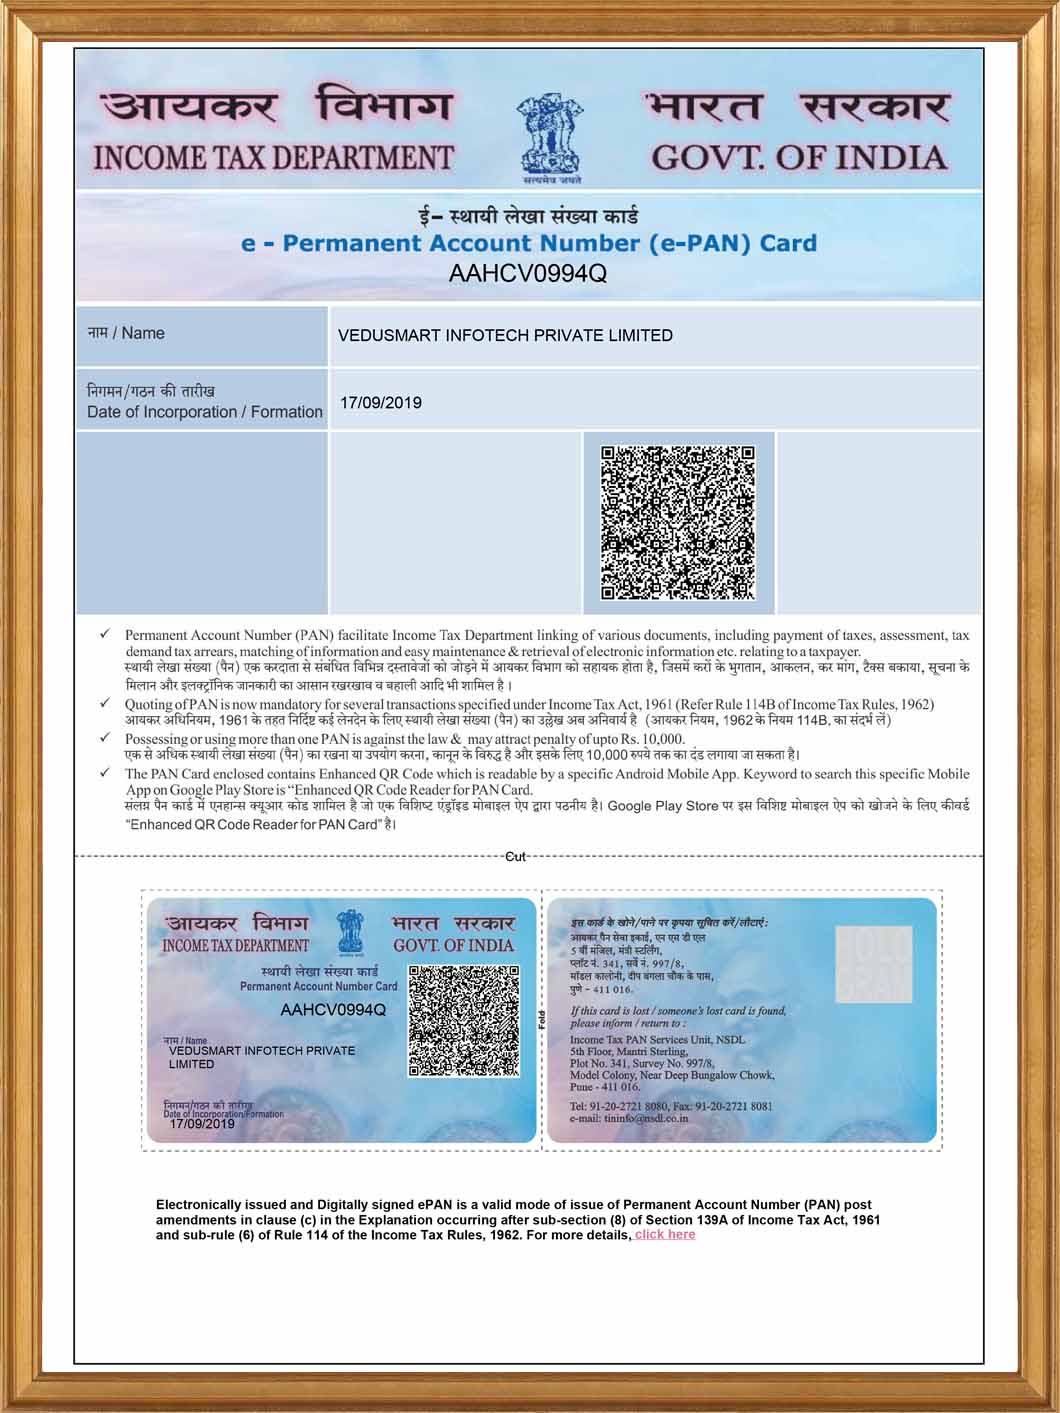 आयकर विभाग
INCOME TAX DEPARTMENT
सत्यमेव जयते
भारत सरकार
GOVT. OF INDIA
ई- स्थायी लेखा संख्या कार्ड
e - Permanent Account Number (e-PAN) Card
AAHCV0994Q
नाम / Name
VEDUSMART INFOTECH PRIVATE LIMITED
निगमन/गठन की तारीख
Date of Incorporation / Formation
17/09/2019
✓ Permanent Account Number (PAN) facilitate Income Tax Department linking of various documents, including payment of taxes, assessment, tax
demand tax arrears, matching of information and easy maintenance & retrieval of electronic information etc. relating to a taxpayer.
स्थायी लेखा संख्या (पैन) एक करदाता से संबंधित विभिन्न दस्तावेजों को जोड़ने में आयकर विभाग को सहायक होता है, जिसमें करों के भुगतान, आकलन, कर मांग, टैक्स बकाया, सूचना के
मिलान और इलक्ट्रॉनिक जानकारी का आसान रखरखाव व बहाली आदि भी शामिल है ।
✓ Quoting of PAN is now mandatory for several transactions specified under Income Tax Act, 1961 (Refer Rule 114B of Income Tax Rules, 1962)
आयकर अधिनियम, 1961 के तहत निर्दिष्ट कई लेनदेन के लिए स्थायी लेखा संख्या (पैन) का उल्लेख अब अनिवार्य है (आयकर नियम, 1962 के नियम 114B, का संदर्भ लें)
✓ Possessing or using more than one PAN is against the law & may attract penalty of upto Rs. 10,000.
एक से अधिक स्थायी लेखा संख्या (पैन) का रखना या उपयोग करना, कानून के विरुद्ध है और इसके लिए 10,000 रुपये तक का दंड लगाया जा सकता है।
✓ The PAN Card enclosed contains Enhanced QR Code which is readable by a specific Android Mobile App. Keyword to search this specific Mobile
App on Google Play Store is “Enhanced QR Code Reader for PAN Card.
संलग्न पैन कार्ड में एनहान्स क्यूआर कोड शामिल है जो एक विशिष्ट एंड्रॉइड मोबाइल ऐप द्वारा पठनीय है। Google Play Store पर इस विशिष्ट मोबाइल ऐप को खोजने के लिए कीवर्ड
“Enhanced QR Code Reader for PAN Card” है।
Cut
आयकर विभाग
INCOME TAX DEPARTMENT
भारत सरकार
GOVT. OF INDIA
स्थायी लेखा संख्या कार्ड
Permanent Account Number Card
AAHCV0994Q
नाम / Name
VEDUSMART INFOTECH PRIVATE
LIMITED
निगमन/गठन की तारीख
Date of Incorporation/Formation
17/09/2019
Fold
इस कार्ड के खोने/पाने पर कृपया सूचित करें/लौटाएं :
आयकर पैन सेवा इकाई, एन एस डी एल
5 वीं मंजिल, मंत्री स्टर्लिंग,
प्लॉट नं. 341, सर्वे नं. 997/8,
मॉडल कालोनी, दीप बंगला चौक के पास,
पुणे - 411 016.
If this card is lost / someone's lost card is found,
please inform / return to :
Income Tax PAN Services Unit, NSDL
5th Floor, Mantri Sterling,
Plot No. 341, Survey No. 997/8,
Model Colony, Near Deep Bungalow Chowk,
Pune - 411 016.
Tel: 91-20-2721 8080, Fax: 91-20-2721 8081
e-mail: tininfo@nsdl.co.in
Electronically issued and Digitally signed ePAN is a valid mode of issue of Permanent Account Number (PAN) post
amendments in clause (c) in the Explanation occurring after sub-section (8) of Section 139A of Income Tax Act, 1961
and sub-rule (6) of Rule 114 of the Income Tax Rules, 1962. For more details, click here